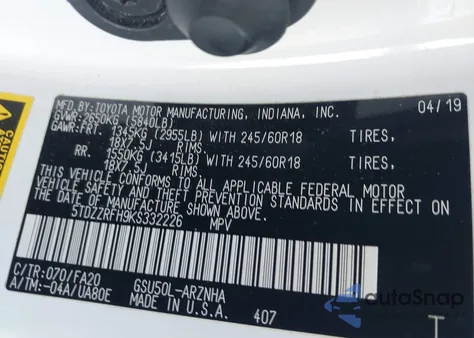 MFD. BY: TOYOTA MOTOR MANUFACTURING, INDIANA, INC. 04/19
GVWR: 2650KG (5840LB)
GAWR: FRT. 1345KG (2955LB) WITH 245/60R18 TIRES,
18X7.5J RIMS
RR. 1550KG (3415LB) WITH 245/60R18 TIRES,
18X7.5J RIMS
THIS VEHICLE CONFORMS TO ALL APPLICABLE FEDERAL MOTOR
VEHICLE SAFETY AND THEFT PREVENTION STANDARDS IN EFFECT
ON THE DATE OF MANUFACTURE SHOWN ABOVE.
5TDZZRFH9KS332226 MPV
C/TR: 070/FA20 GSU50L-ARZNHA
A/TM: -04A/UA80E MADE IN U.S.A. 407
autoSnap